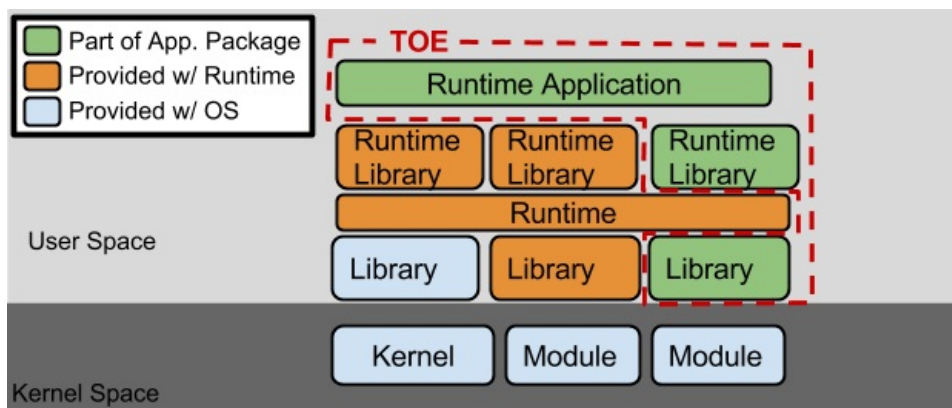 Part of App. Package
Provided w/ Runtime
Provided w/ OS
TOE
Runtime Application
Runtime
Library
Runtime
Library
Runtime
Library
Runtime
User Space
Library
Library
Library
Kernel
Module
Module
Kernel Space